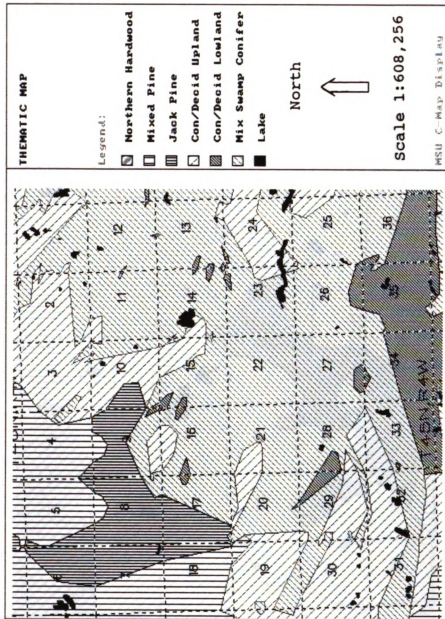 THEMATIC MAP
Legend:
Northern Hardwood
Mixed Pine
Jack Pine
Con/Decid Upland
Con/Decid Lowland
Mix Swamp Conifer
Lake
North
Scale 1:608,256
MSU C-Map Display
6 5 4 3 2
8 9 10 11 12
18 17 16 15 14 13
19 20 21 22 23 24
30 29 28 27 26 25
31 32 33 34 35 36
T45N R4W